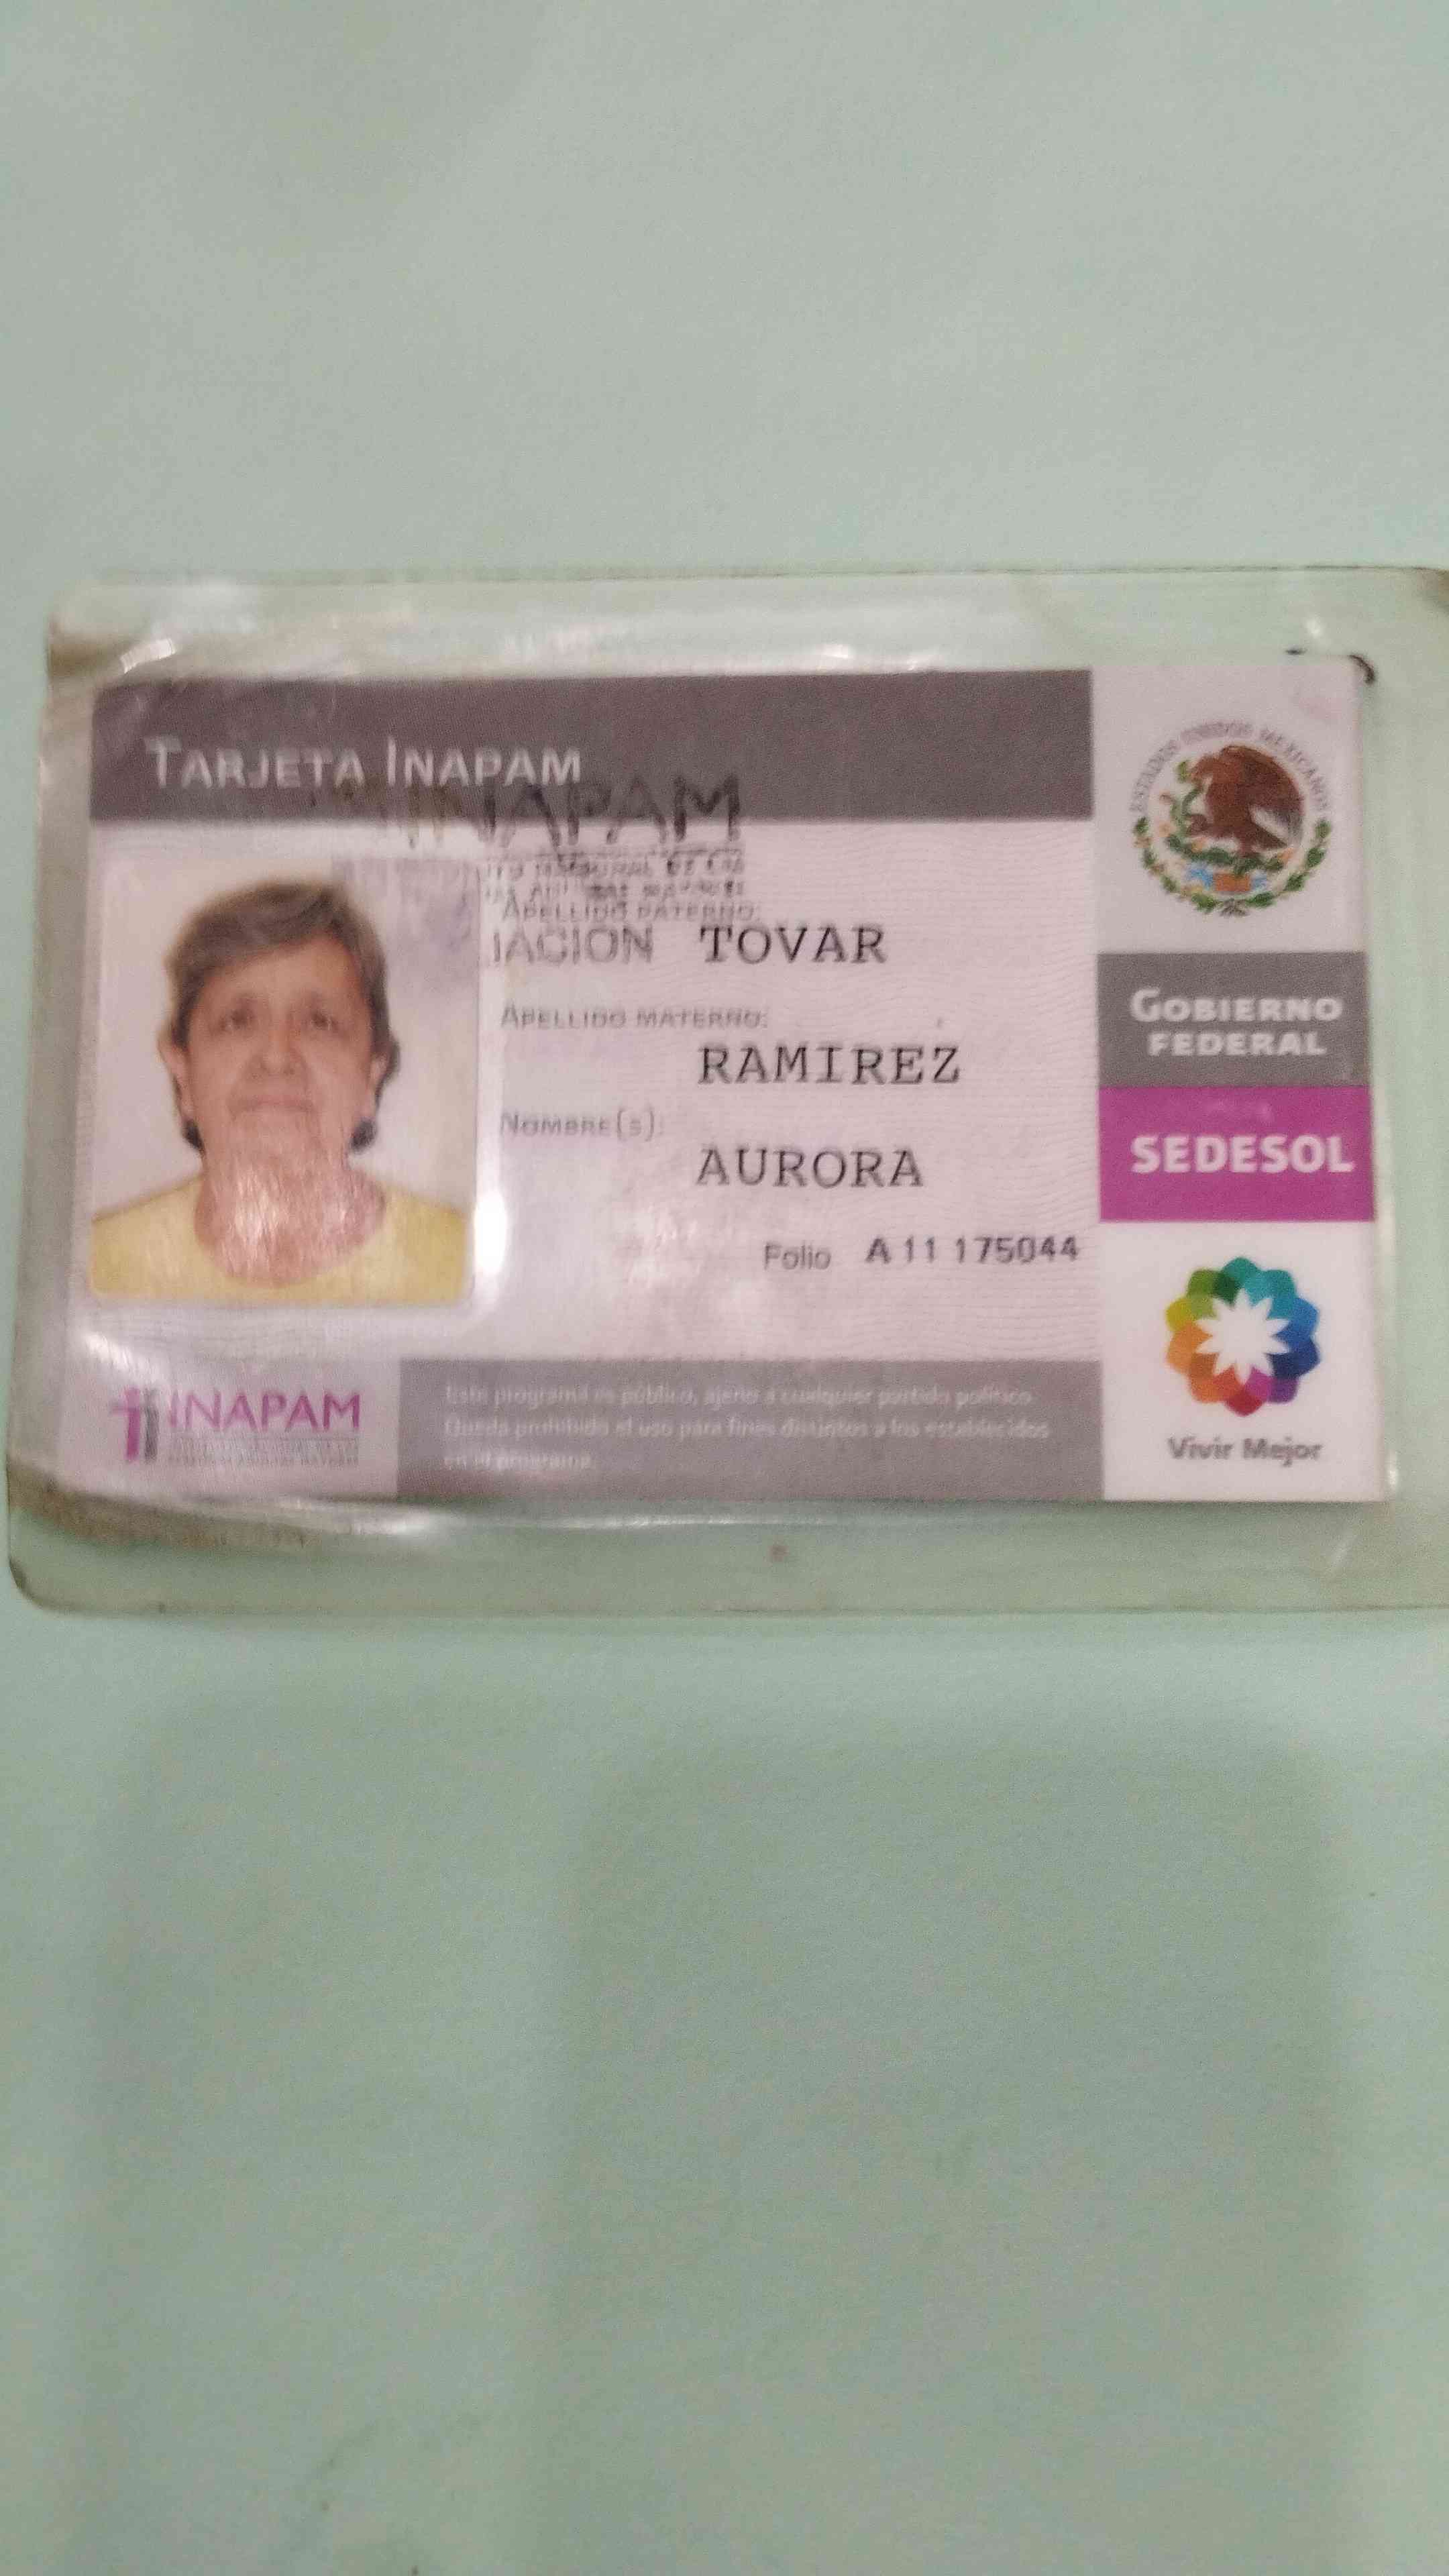 TARJETA INAPAM
INAPAM
APELLIDO PATERNO:
TOVAR
APELLIDO MATERNO:
RAMIREZ
NOMBRE(S):
AURORA
Folio A 11 175044
INAPAM
Este programa es público, ajeno a cualquier partido político.
Queda prohibido el uso para fines distintos a los establecidos
en el programa.
ESTADOS UNIDOS MEXICANOS
GOBIERNO
FEDERAL
SEDESOL
Vivir Mejor